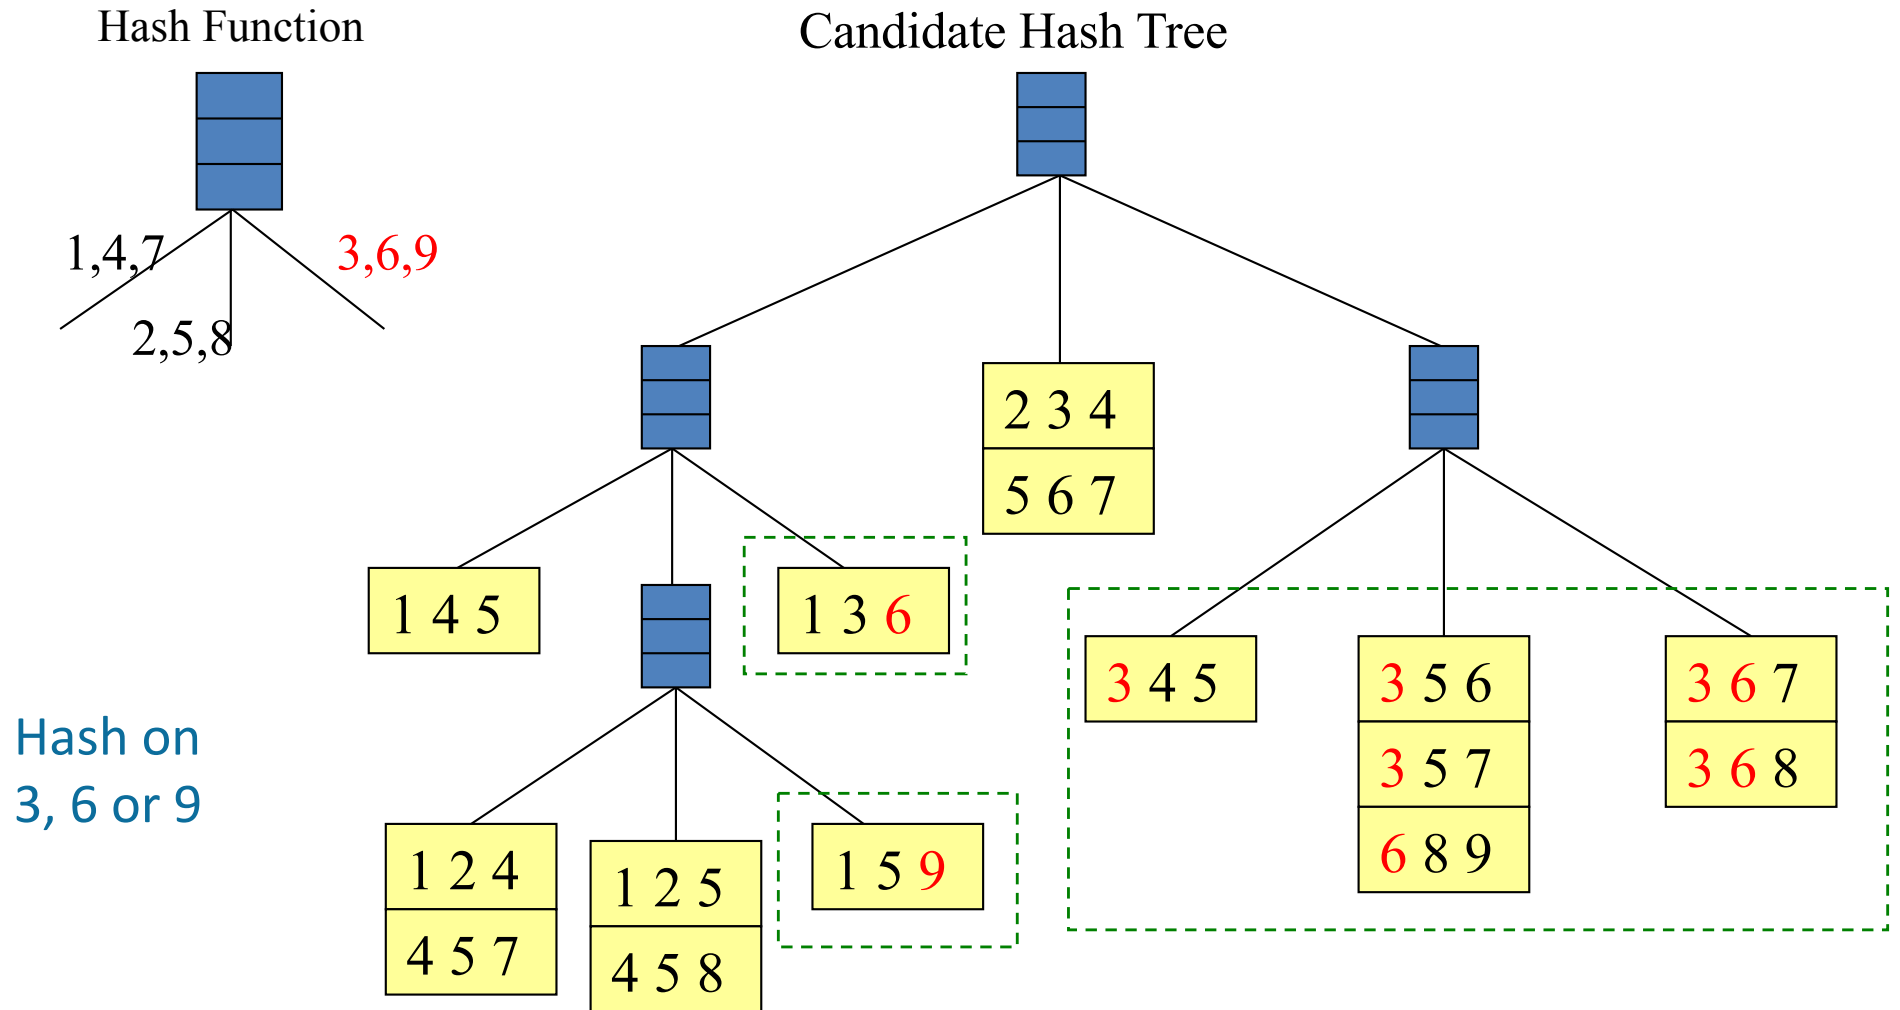 Hash Function
Candidate Hash Tree
1,4,7
3,6,9
2,5,8
2 3 4
5 6 7
1 4 5
1 3 6
3 4 5
3 5 6
3 6 7
3 5 7
3 6 8
6 8 9
Hash on
3, 6 or 9
1 2 4
1 2 5
1 5 9
4 5 7
4 5 8